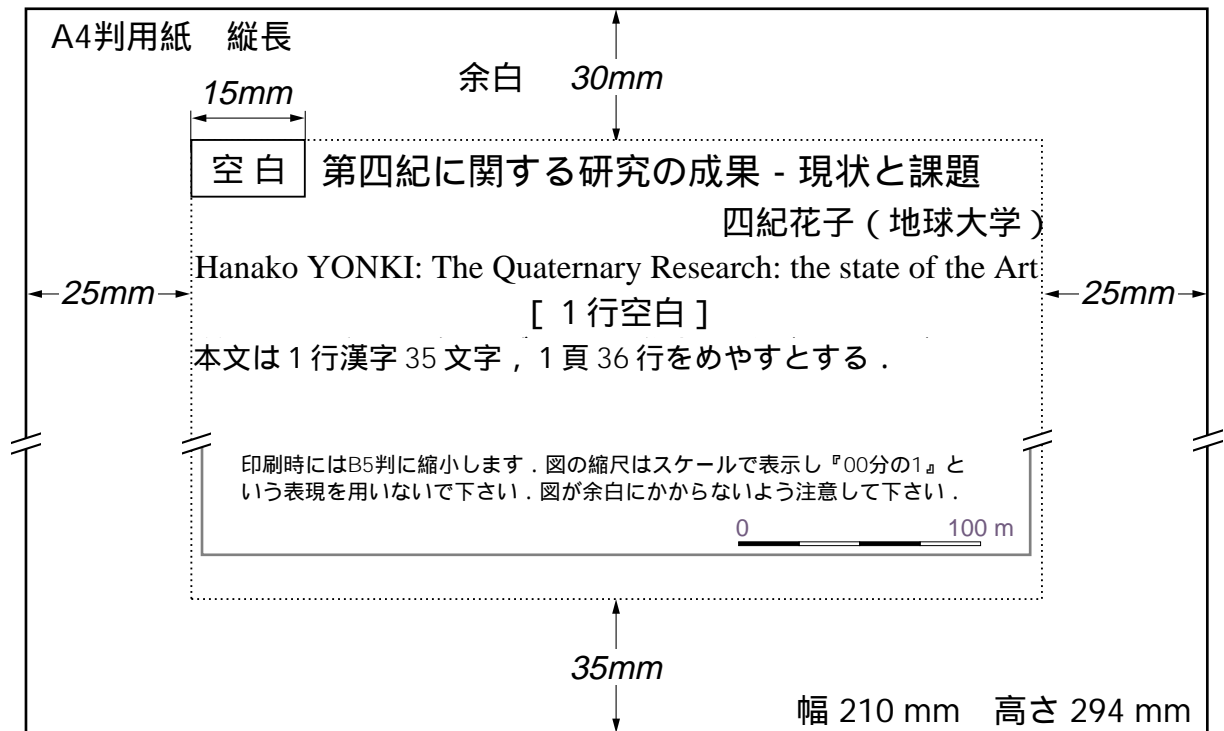 A4判用紙　縦長
余白　30mm
15mm
空 白
第四紀に関する研究の成果 - 現状と課題
四紀花子 ( 地球大学 )
Hanako YONKI: The Quaternary Research: the state of the Art
25mm
25mm
[ 1 行空白 ]
本文は 1 行漢字 35 文字 , 1 頁 36 行をめやすとする .
印刷時にはB5判に縮小します . 図の縮尺はスケールで表示し『00分の1』と
いう表現を用いないで下さい . 図が余白にかからないよう注意して下さい .
0 100 m
35mm
幅 210 mm　高さ 294 mm